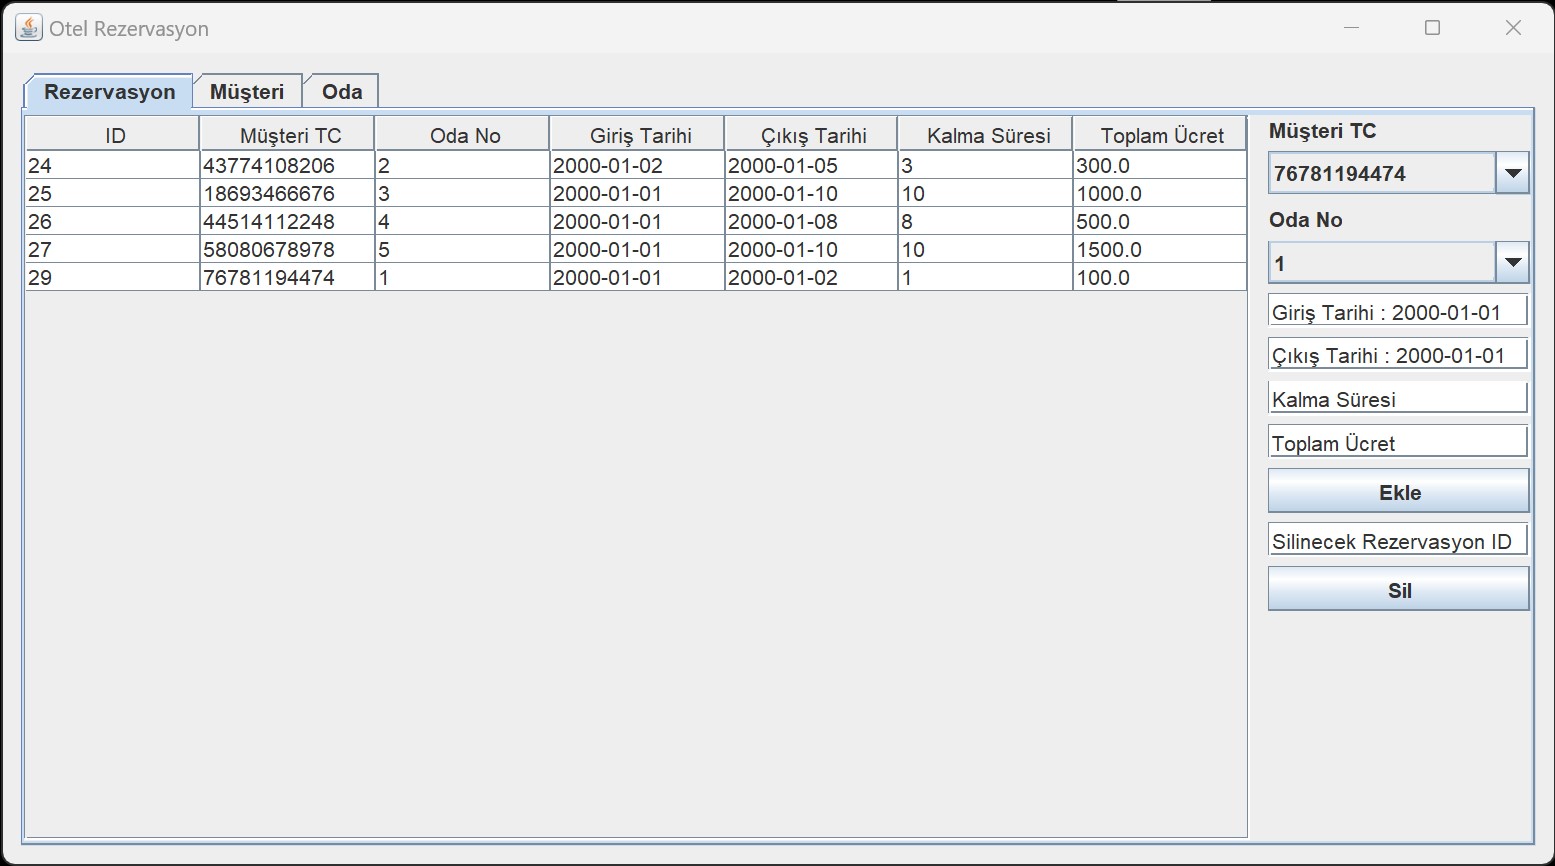 Otel Rezervasyon
Rezervasyon Müşteri Oda
ID Müşteri TC Oda No Giriş Tarihi Çıkış Tarihi Kalma Süresi Toplam Ücret
24 43774108206 2 2000-01-02 2000-01-05 3 300.0
25 18693466676 3 2000-01-01 2000-01-10 10 1000.0
26 44514112248 4 2000-01-01 2000-01-08 8 500.0
27 58080678978 5 2000-01-01 2000-01-10 10 1500.0
29 76781194474 1 2000-01-01 2000-01-02 1 100.0
Müşteri TC
76781194474
Oda No
1
Giriş Tarihi : 2000-01-01
Çıkış Tarihi : 2000-01-01
Kalma Süresi
Toplam Ücret
Ekle
Silinecek Rezervasyon ID
Sil